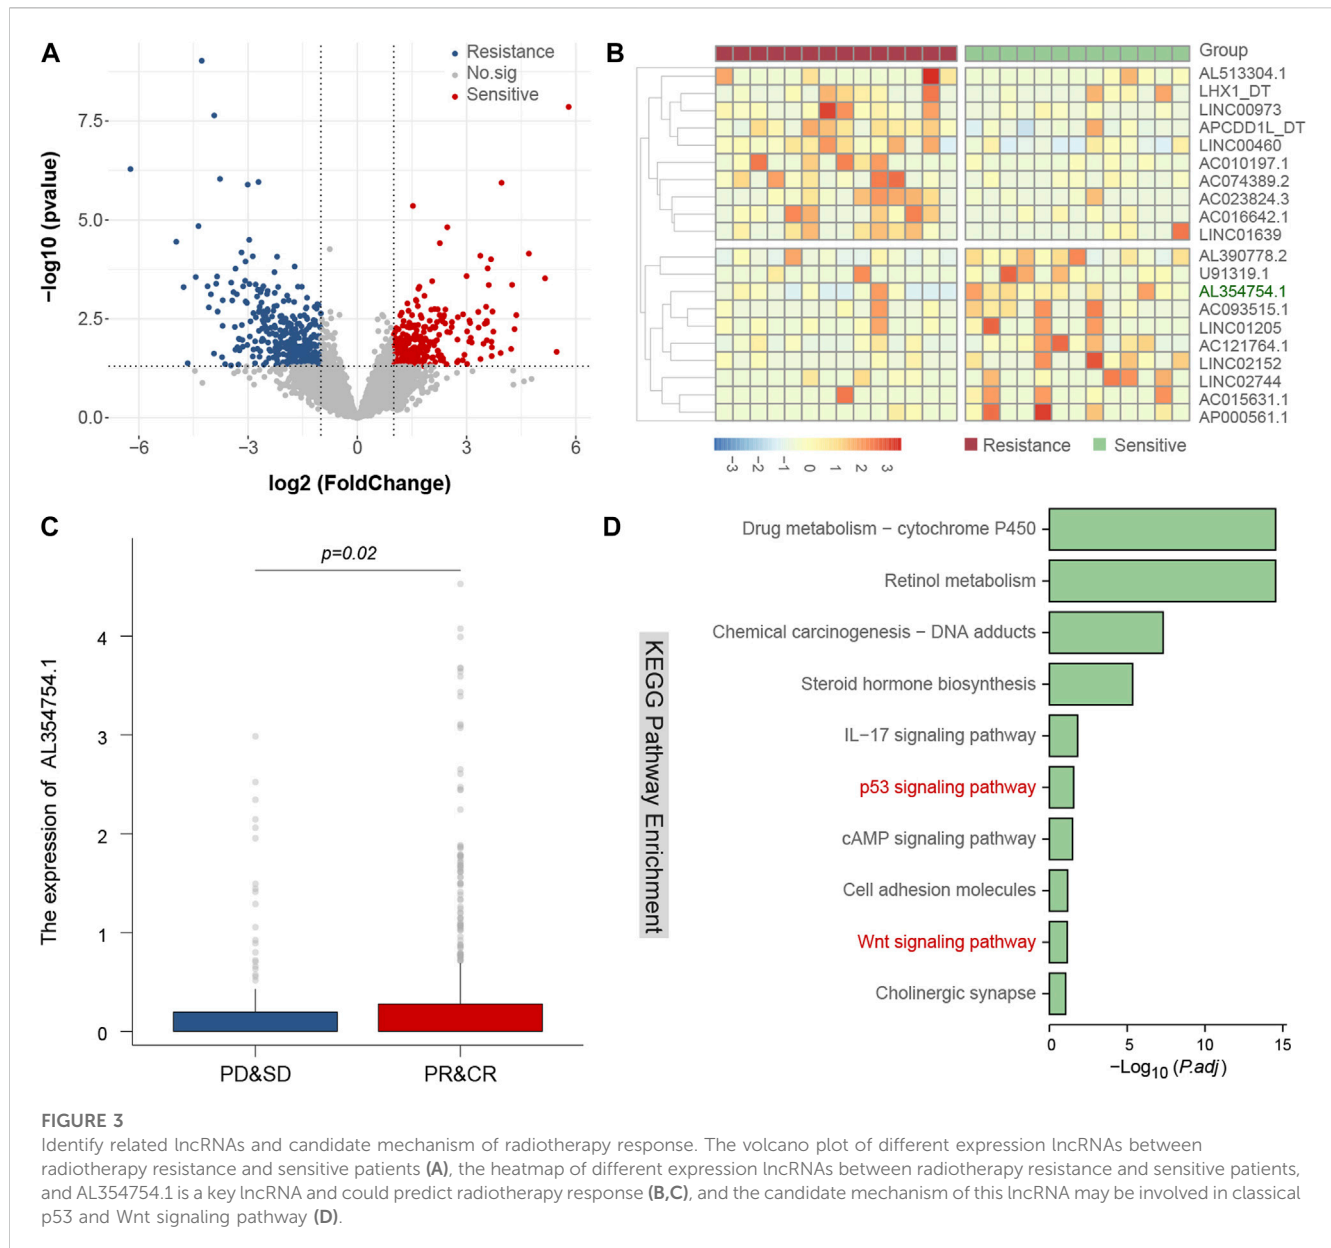 A
Resistance
No.sig
Sensitive
7.5
5.0
2.5
0.0
−log10 (pvalue)
−6
−3
0
3
6
log2 (FoldChange)
B
Group
AL513304.1
LHX1_DT
LINC00973
APCDD1L_DT
LINC00460
AC010197.1
AC074389.2
AC023824.3
AC016642.1
LINC01639
AL390778.2
U91319.1
AL354754.1
AC093515.1
LINC01205
AC121764.1
LINC02152
LINC02744
AC015631.1
AP000561.1
−3
−2
−1
0
1
2
3
Resistance
Sensitive
C
p=0.02
The expression of AL354754.1
4
3
2
1
0
PD&SD
PR&CR
D
KEGG Pathway Enrichment
Drug metabolism − cytochrome P450
Retinol metabolism
Chemical carcinogenesis − DNA adducts
Steroid hormone biosynthesis
IL−17 signaling pathway
p53 signaling pathway
cAMP signaling pathway
Cell adhesion molecules
Wnt signaling pathway
Cholinergic synapse
0
5
10
15
−Log10 (P.adj)
FIGURE 3
Identify related lncRNAs and candidate mechanism of radiotherapy response. The volcano plot of different expression lncRNAs between
radiotherapy resistance and sensitive patients (A), the heatmap of different expression lncRNAs between radiotherapy resistance and sensitive patients,
and AL354754.1 is a key lncRNA and could predict radiotherapy response (B,C), and the candidate mechanism of this lncRNA may be involved in classical
p53 and Wnt signaling pathway (D).